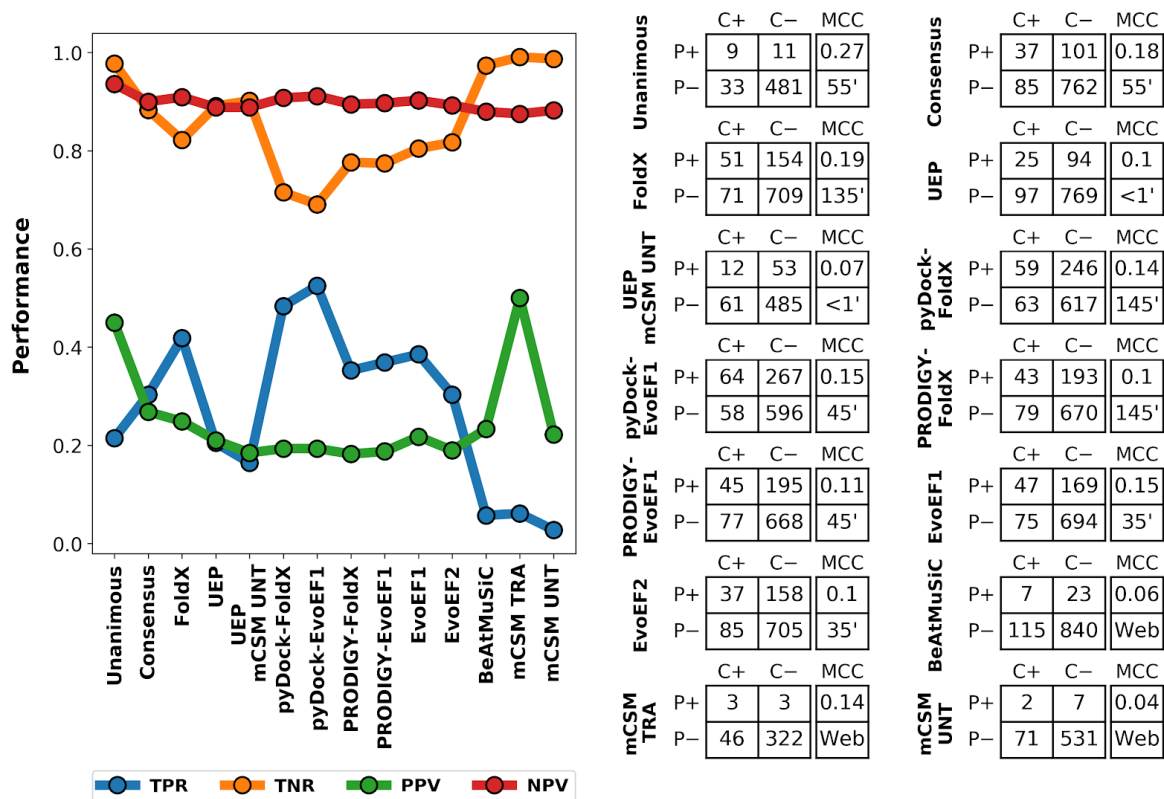 1.0
0.8
0.6
0.4
0.2
0.0
Performance
Unanimous
Consensus
FoldX
UEP
UEP
mCSM UNT
pyDock-FoldX
pyDock-EvoEF1
PRODIGY-FoldX
PRODIGY-EvoEF1
EvoEF1
EvoEF2
BeAtMuSiC
mCSM TRA
mCSM UNT
TPR TNR PPV NPV
Unanimous
C+ C− MCC
P+ 9 11 0.27
P− 33 481 55'
Consensus
C+ C− MCC
P+ 37 101 0.18
P− 85 762 55'
FoldX
C+ C− MCC
P+ 51 154 0.19
P− 71 709 135'
UEP
C+ C− MCC
P+ 25 94 0.1
P− 97 769 <1'
UEP
mCSM UNT
C+ C− MCC
P+ 12 53 0.07
P− 61 485 <1'
pyDock-
FoldX
C+ C− MCC
P+ 59 246 0.14
P− 63 617 145'
pyDock-
EvoEF1
C+ C− MCC
P+ 64 267 0.15
P− 58 596 45'
PRODIGY-
FoldX
C+ C− MCC
P+ 43 193 0.1
P− 79 670 145'
PRODIGY-
EvoEF1
C+ C− MCC
P+ 45 195 0.11
P− 77 668 45'
EvoEF1
C+ C− MCC
P+ 47 169 0.15
P− 75 694 35'
EvoEF2
C+ C− MCC
P+ 37 158 0.1
P− 85 705 35'
BeAtMuSiC
C+ C− MCC
P+ 7 23 0.06
P− 115 840 Web
mCSM
TRA
C+ C− MCC
P+ 3 3 0.14
P− 46 322 Web
mCSM
UNT
C+ C− MCC
P+ 2 7 0.04
P− 71 531 Web